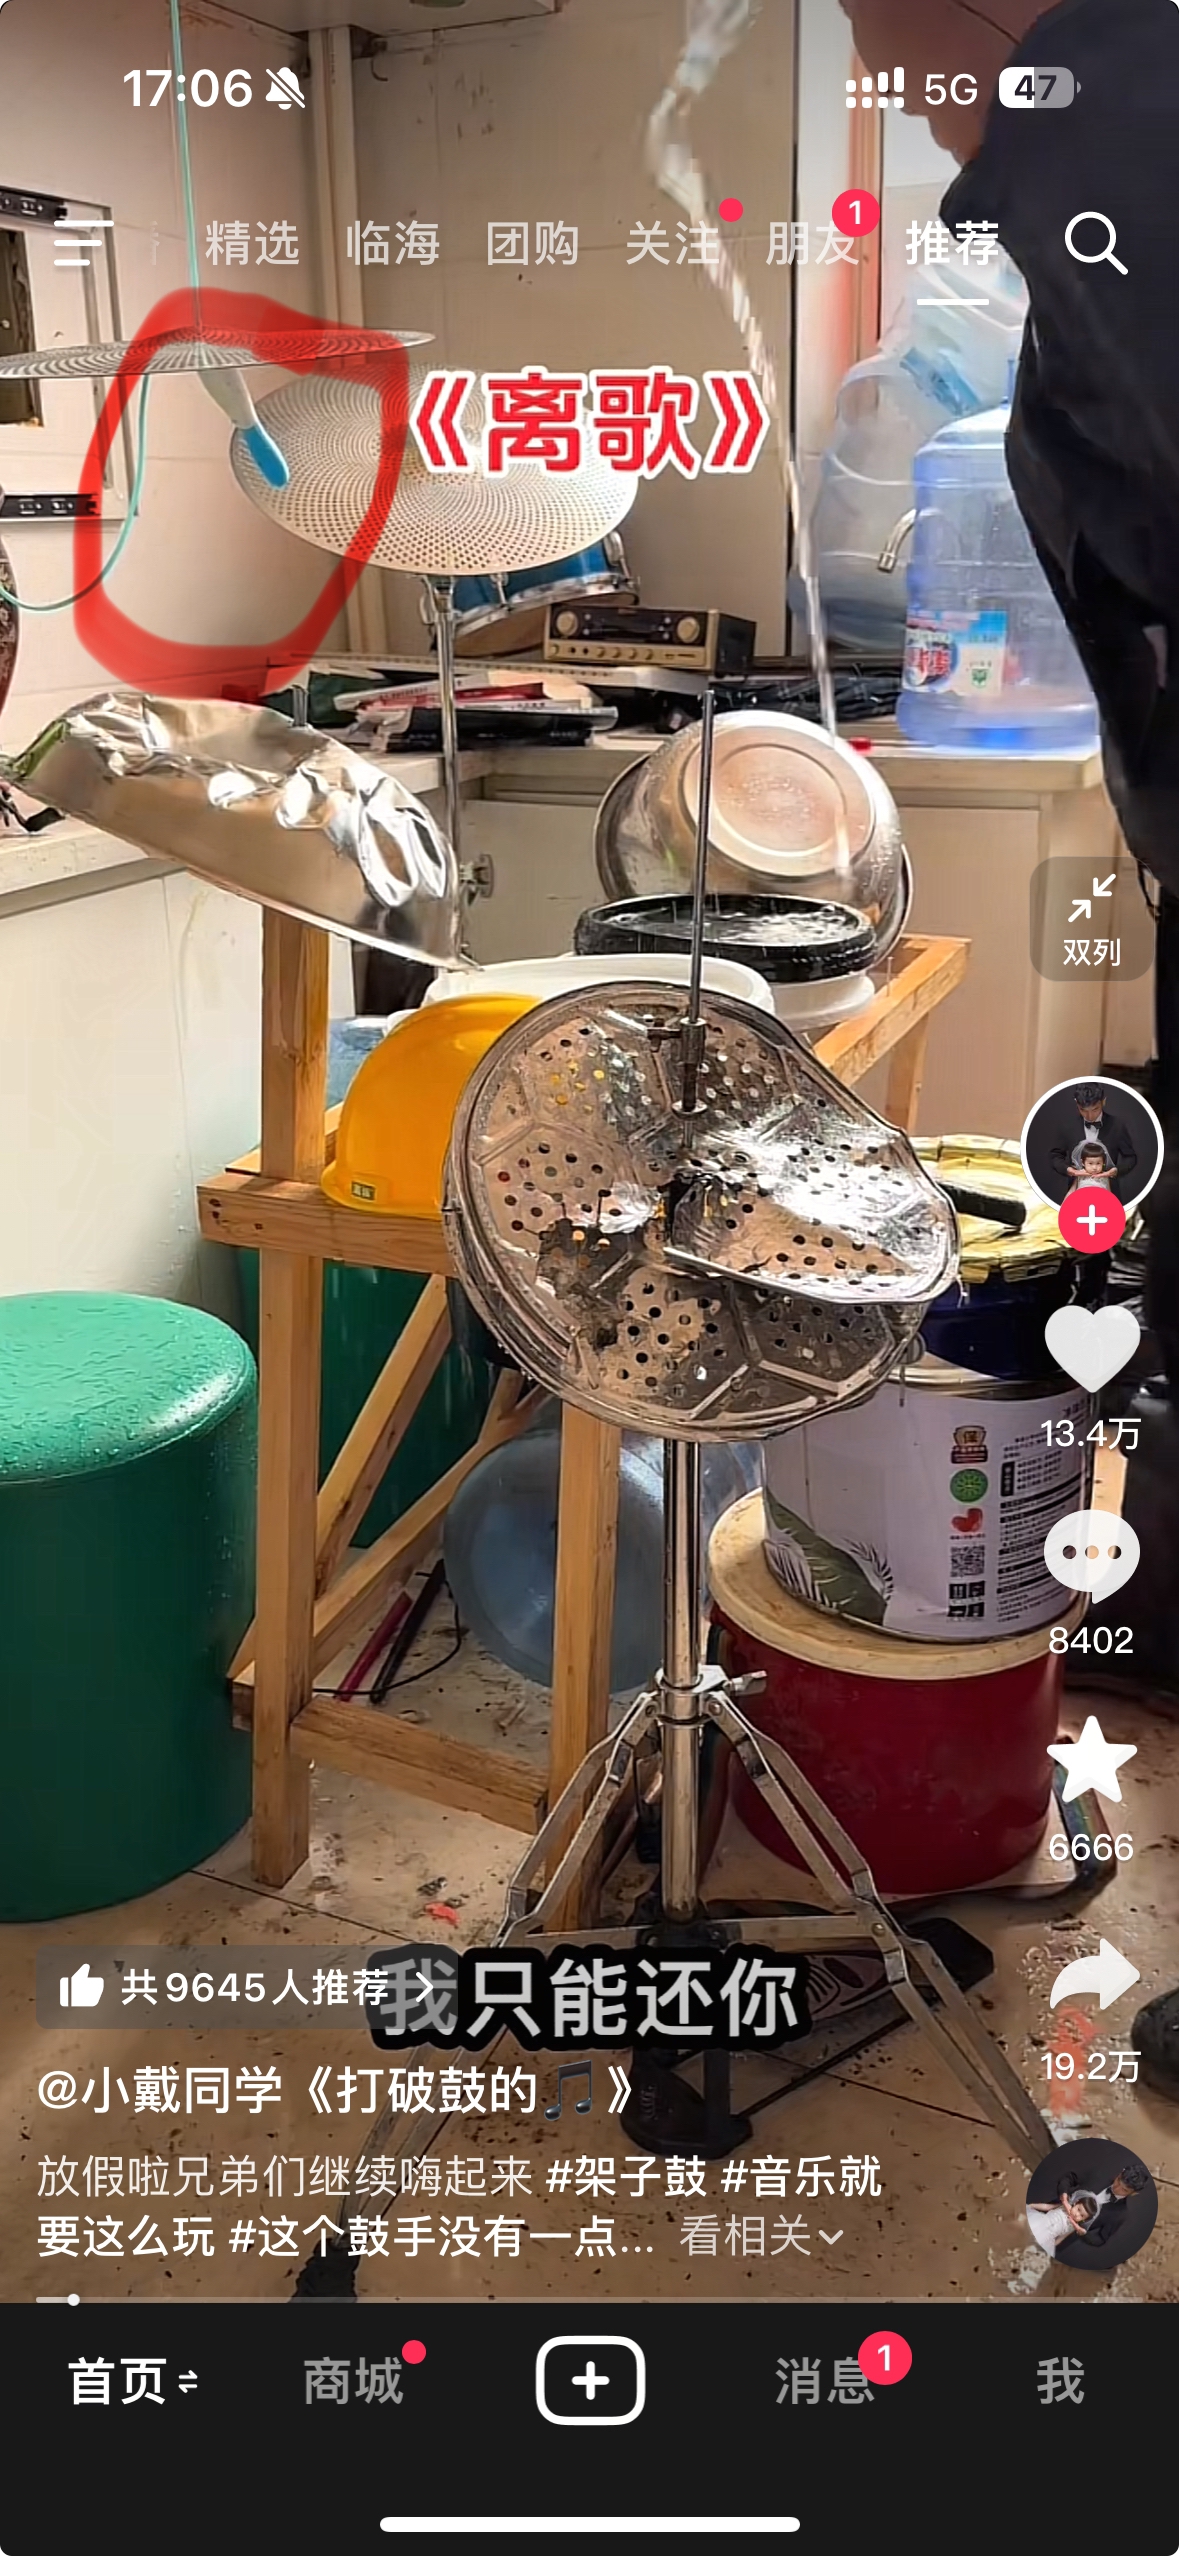 17:06
5G
47
精选
临海
团购
关注
朋友
1
推荐
《离歌》
双列
13.4万
8402
6666
19.2万
共9645人推荐
我只能还你
@小戴同学《打破鼓的🎵》
放假啦兄弟们继续嗨起来 #架子鼓 #音乐就
要这么玩 #这个鼓手没有一点... 看相关
首页
商城
消息
1
我